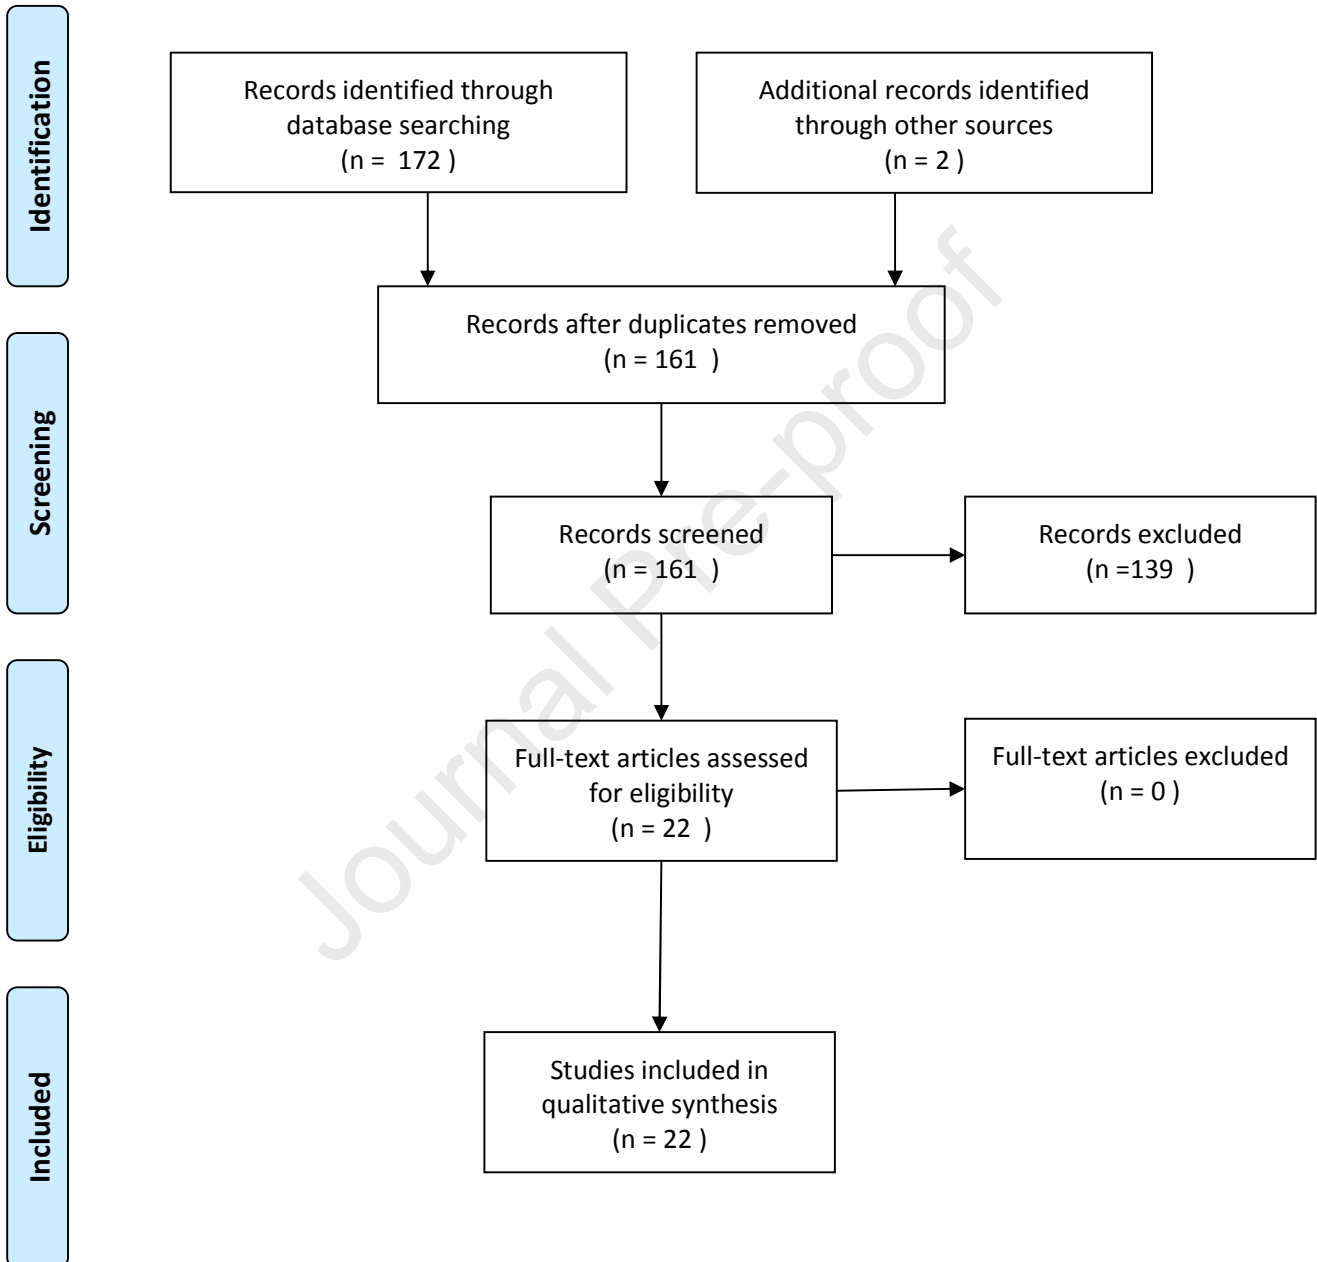 Identification
Records identified through
database searching
(n = 172 )
Additional records identified
through other sources
(n = 2 )
Records after duplicates removed
(n = 161 )
Screening
Records screened
(n = 161 )
Records excluded
(n =139 )
Eligibility
Full-text articles assessed
for eligibility
(n = 22 )
Full-text articles excluded
(n = 0 )
Included
Studies included in
qualitative synthesis
(n = 22 )
Journal Pre-proof